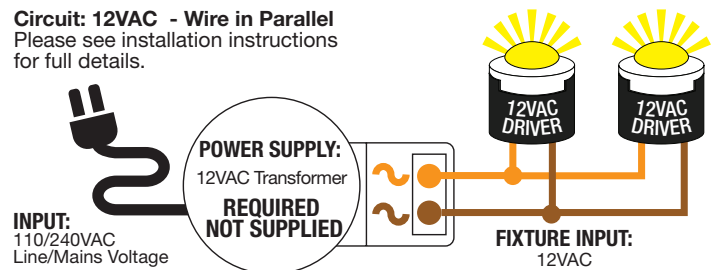 Circuit: 12VAC - Wire in Parallel
Please see installation instructions
for full details.
POWER SUPPLY:
12VAC Transformer
REQUIRED
NOT SUPPLIED
INPUT:
110/240VAC
Line/Mains Voltage
12VAC
DRIVER
12VAC
DRIVER
FIXTURE INPUT:
12VAC